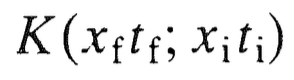 K(x_f t_f; x_i t_i)